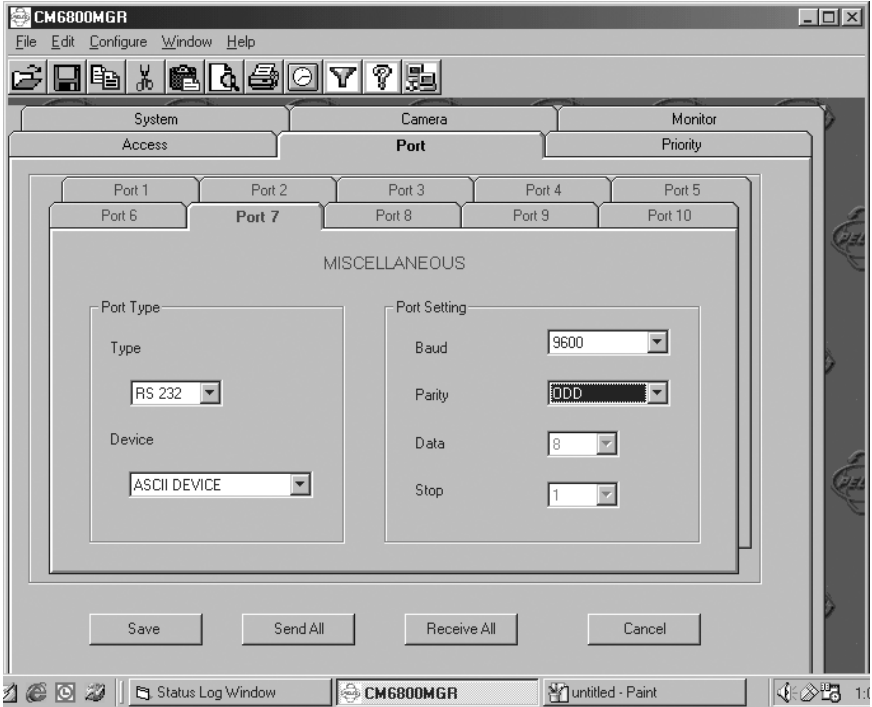 CM6800MGR
File Edit Configure Window Help
System Camera Monitor
Access Port Priority
Port 1 Port 2 Port 3 Port 4 Port 5
Port 6 Port 7 Port 8 Port 9 Port 10
MISCELLANEOUS
Port Type
Type
RS 232
Device
ASCII DEVICE
Port Setting
Baud 9600
Parity ODD
Data 8
Stop 1
Save Send All Receive All Cancel
Status Log Window CM6800MGR untitled - Paint